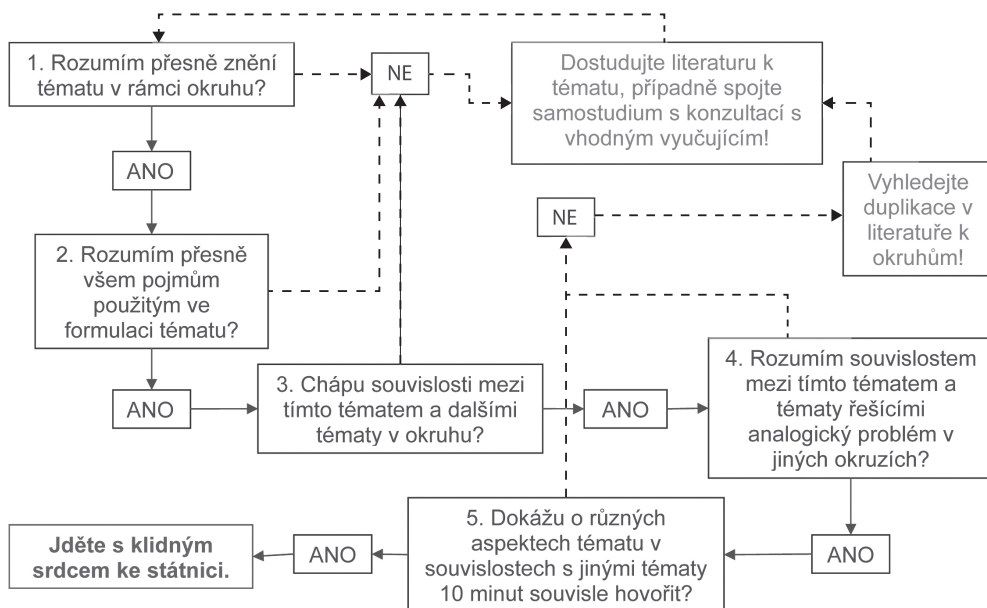 1. Rozumím přesně znění
tématu v rámci okruhu?
NE
Dostudujte literaturu k
tématu, případně spojte
samostudium s konzultací s
vhodným vyučujícím!
ANO
NE
Vyhledejte
duplikace v
literatuře k
okruhům!
2. Rozumím přesně
všem pojmům
použitým ve
formulaci tématu?
ANO
3. Chápu souvislosti mezi
tímto tématem a dalšími
tématy v okruhu?
ANO
4. Rozumím souvislostem
mezi tímto tématem a
tématy řešícími
analogický problém v
jiných okruzích?
ANO
5. Dokážu o různých
aspektech tématu v
souvislostech s jinými tématy
10 minut souvisle hovořit?
ANO
Jděte s klidným
srdcem ke státnici.